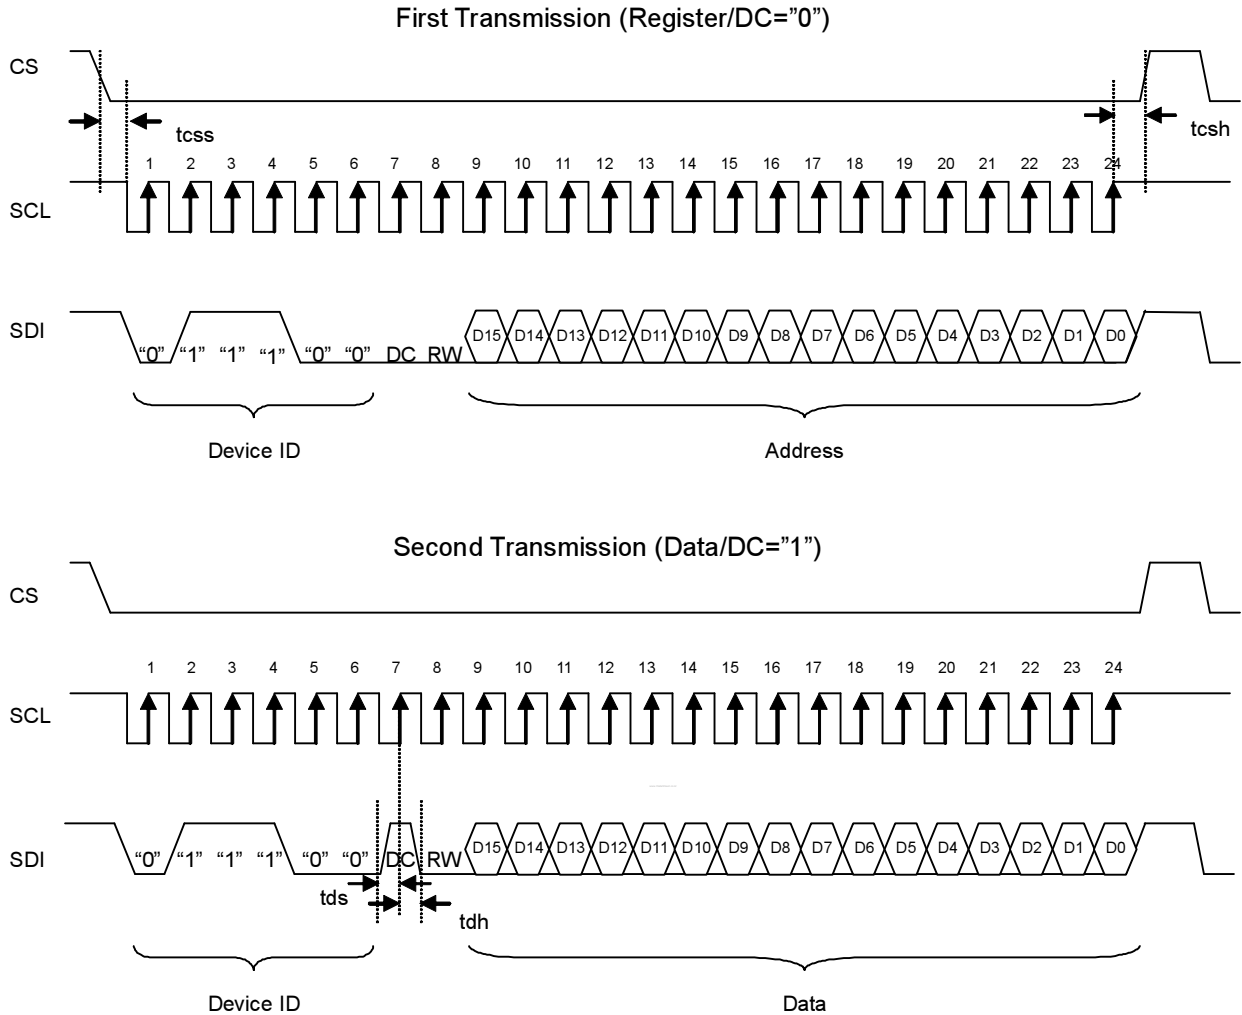 First Transmission (Register/DC=”0”)
CS
tcss
tcsh
1 2 3 4 5 6 7 8 9 10 11 12 13 14 15 16 17 18 19 20 21 22 23 24
SCL
SDI
“0” “1” “1” “1” “0” “0” DC RW D15 D14 D13 D12 D11 D10 D9 D8 D7 D6 D5 D4 D3 D2 D1 D0
Device ID
Address
Second Transmission (Data/DC=”1”)
CS
1 2 3 4 5 6 7 8 9 10 11 12 13 14 15 16 17 18 19 20 21 22 23 24
SCL
SDI
“0” “1” “1” “1” “0” “0” DC RW D15 D14 D13 D12 D11 D10 D9 D8 D7 D6 D5 D4 D3 D2 D1 D0
tds
tdh
Device ID
Data